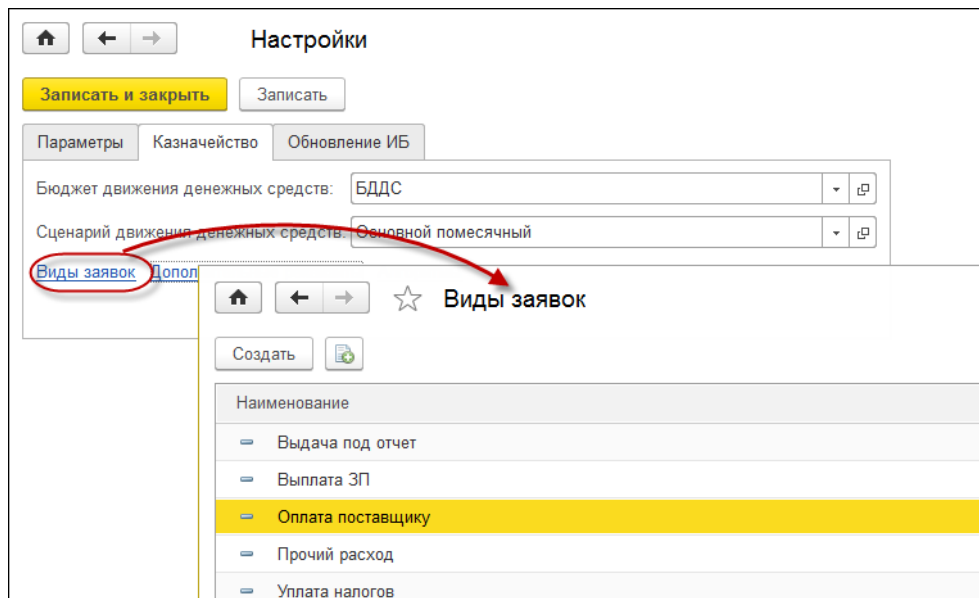 Настройки
Записать и закрыть Записать
Параметры Казначейство Обновление ИБ
Бюджет движения денежных средств: БДДС
Сценарий движения денежных средств: Основной помесячный
Виды заявок Допол
Виды заявок
Создать
Наименование
Выдача под отчет
Выплата ЗП
Оплата поставщику
Прочий расход
Уплата налогов